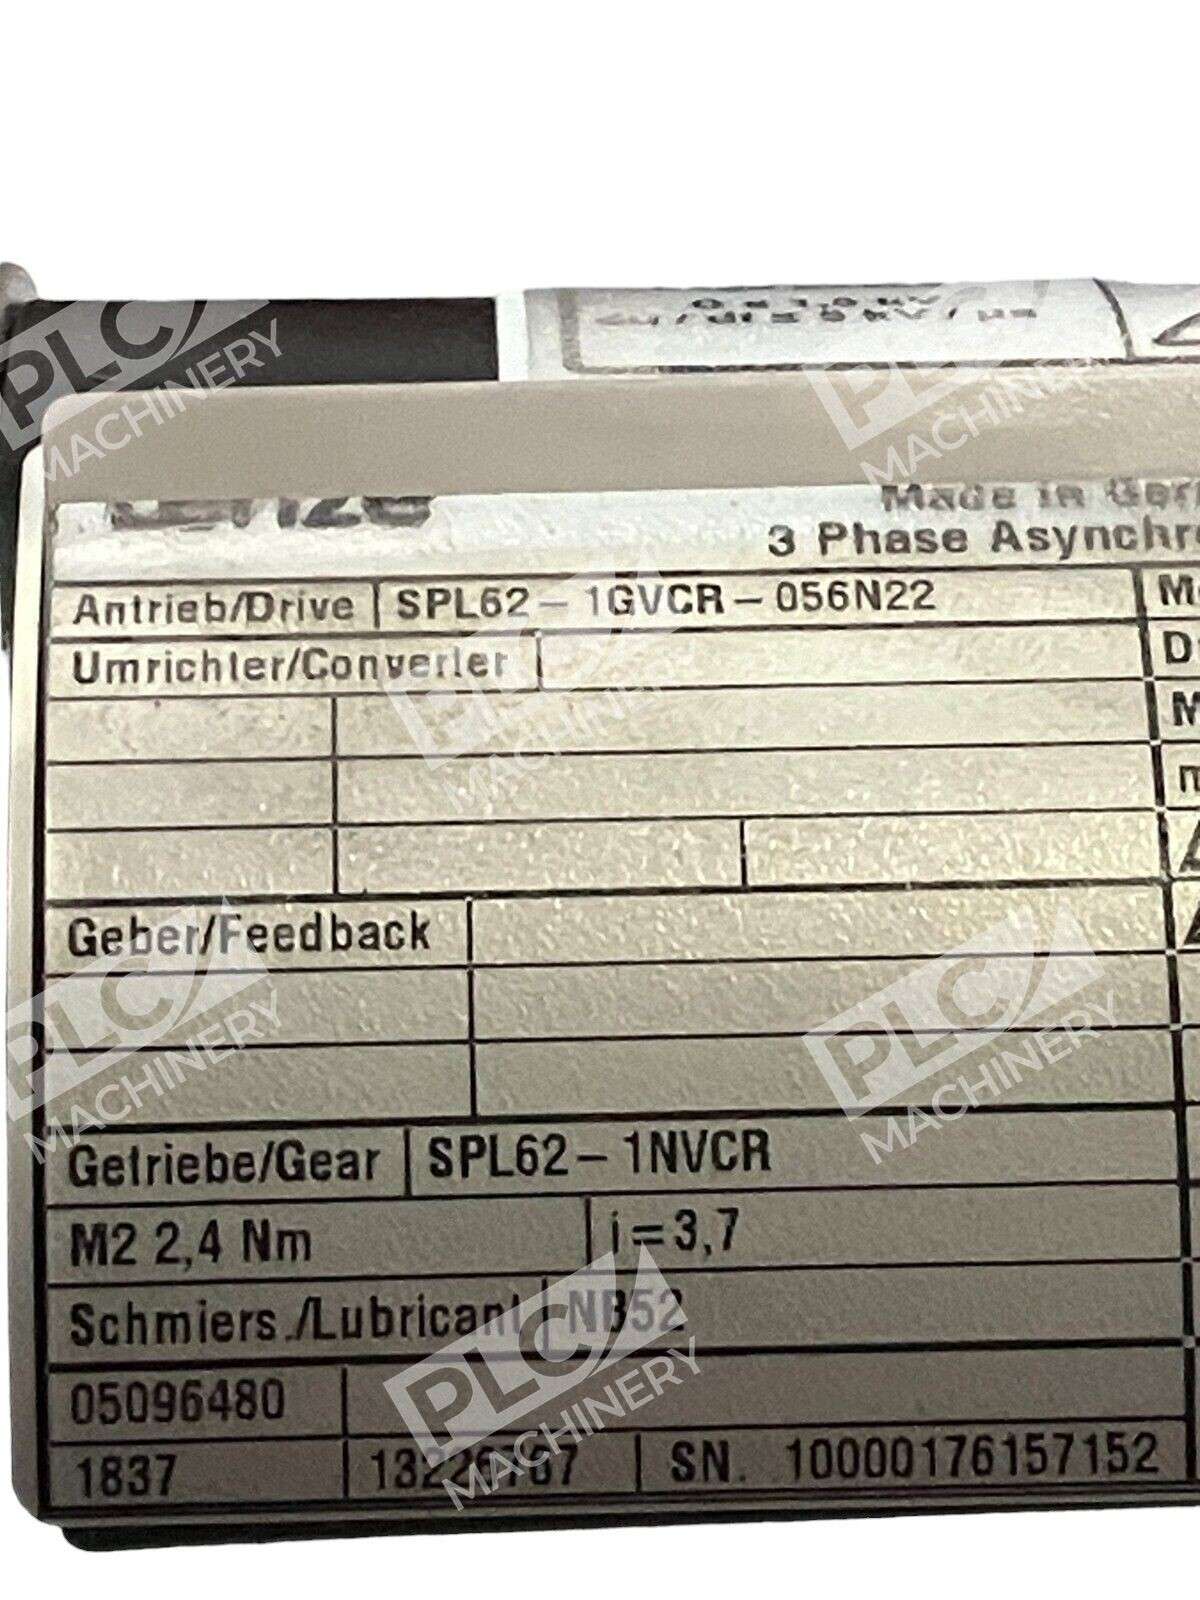 Made in Ger
3 Phase Asynchr
Antrieb/Drive SPL62-1GVCR-056N22
Umrichter/Converter D
M
m
Geber/Feedback
Getriebe/Gear SPL62-1NVCR
M2 2,4 Nm i=3,7
Schmiers./Lubricant NB52
05096480
1837 SN. 10000176157152
PLC
MACHINERY
PLC
MACHINERY
PLC
MACHINERY
PLC
MACHINERY
PLC
MACHINERY
PLC
MACHINERY